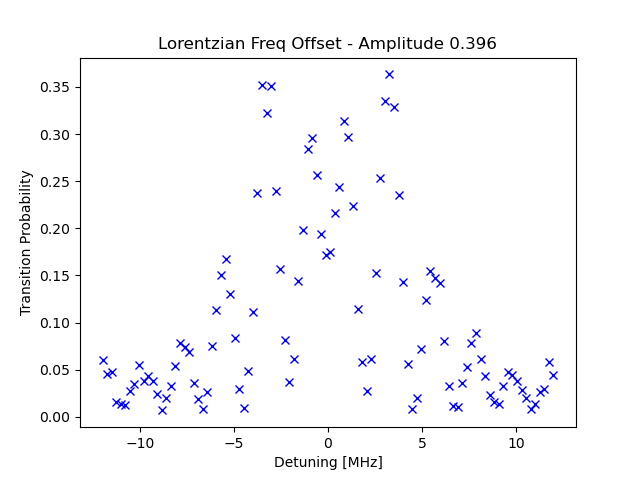 Lorentzian Freq Offset - Amplitude 0.396
0.35
0.30
0.25
0.20
0.15
0.10
0.05
0.00
Transition Probability
−10 −5 0 5 10
Detuning [MHz]